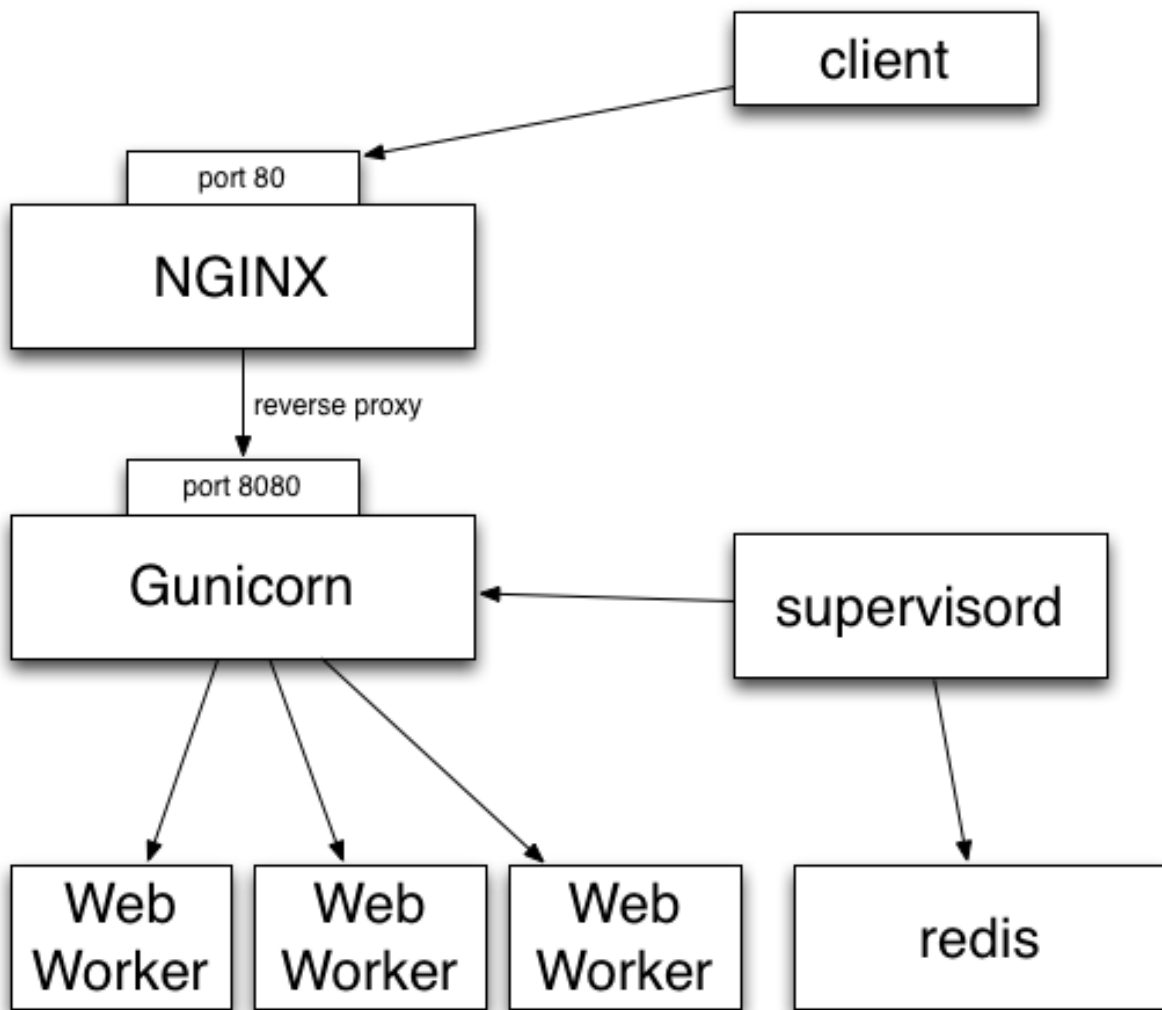 client
port 80
NGINX
reverse proxy
port 8080
Gunicorn
supervisord
Web
Worker
Web
Worker
Web
Worker
redis